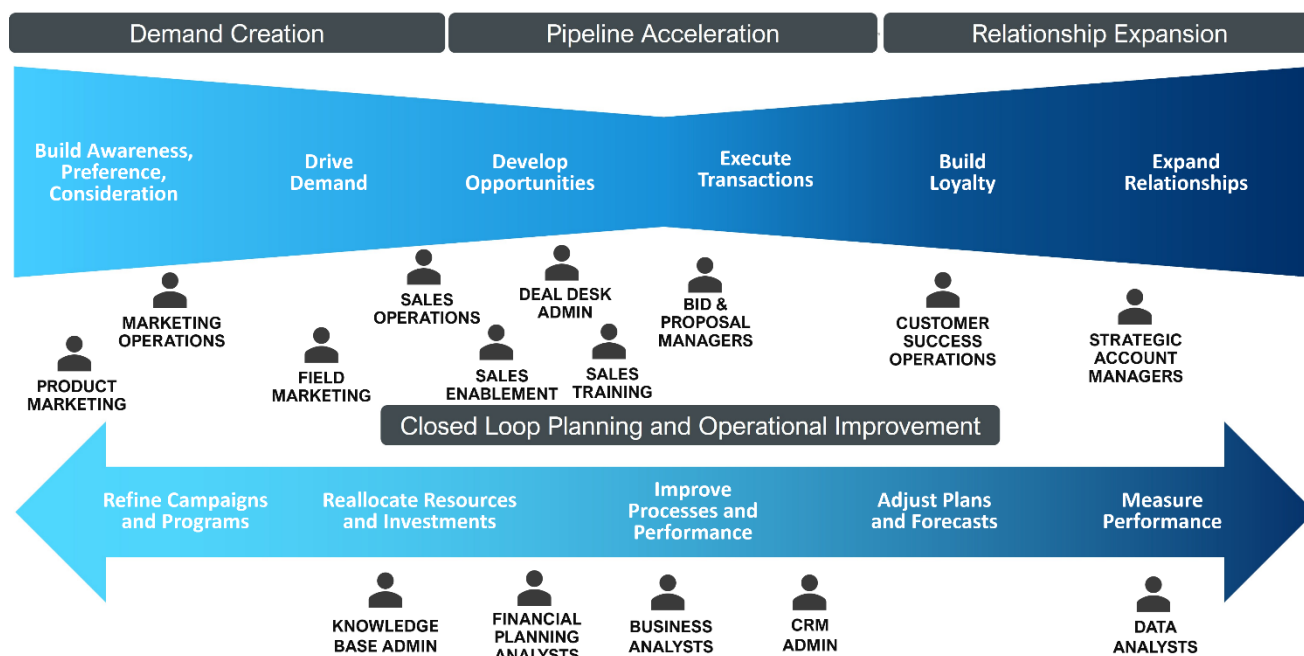 Demand Creation
Pipeline Acceleration
Relationship Expansion
Build Awareness,
Preference,
Consideration
Drive
Demand
Develop
Opportunities
Execute
Transactions
Build
Loyalty
Expand
Relationships
PRODUCT
MARKETING
MARKETING
OPERATIONS
FIELD
MARKETING
SALES
OPERATIONS
SALES
ENABLEMENT
DEAL DESK
ADMIN
SALES
TRAINING
BID &
PROPOSAL
MANAGERS
CUSTOMER
SUCCESS
OPERATIONS
STRATEGIC
ACCOUNT
MANAGERS
Closed Loop Planning and Operational Improvement
Refine Campaigns
and Programs
Reallocate Resources
and Investments
Improve
Processes and
Performance
Adjust Plans
and Forecasts
Measure
Performance
KNOWLEDGE
BASE ADMIN
FINANCIAL
PLANNING
ANALYSTS
BUSINESS
ANALYSTS
CRM
ADMIN
DATA
ANALYSTS